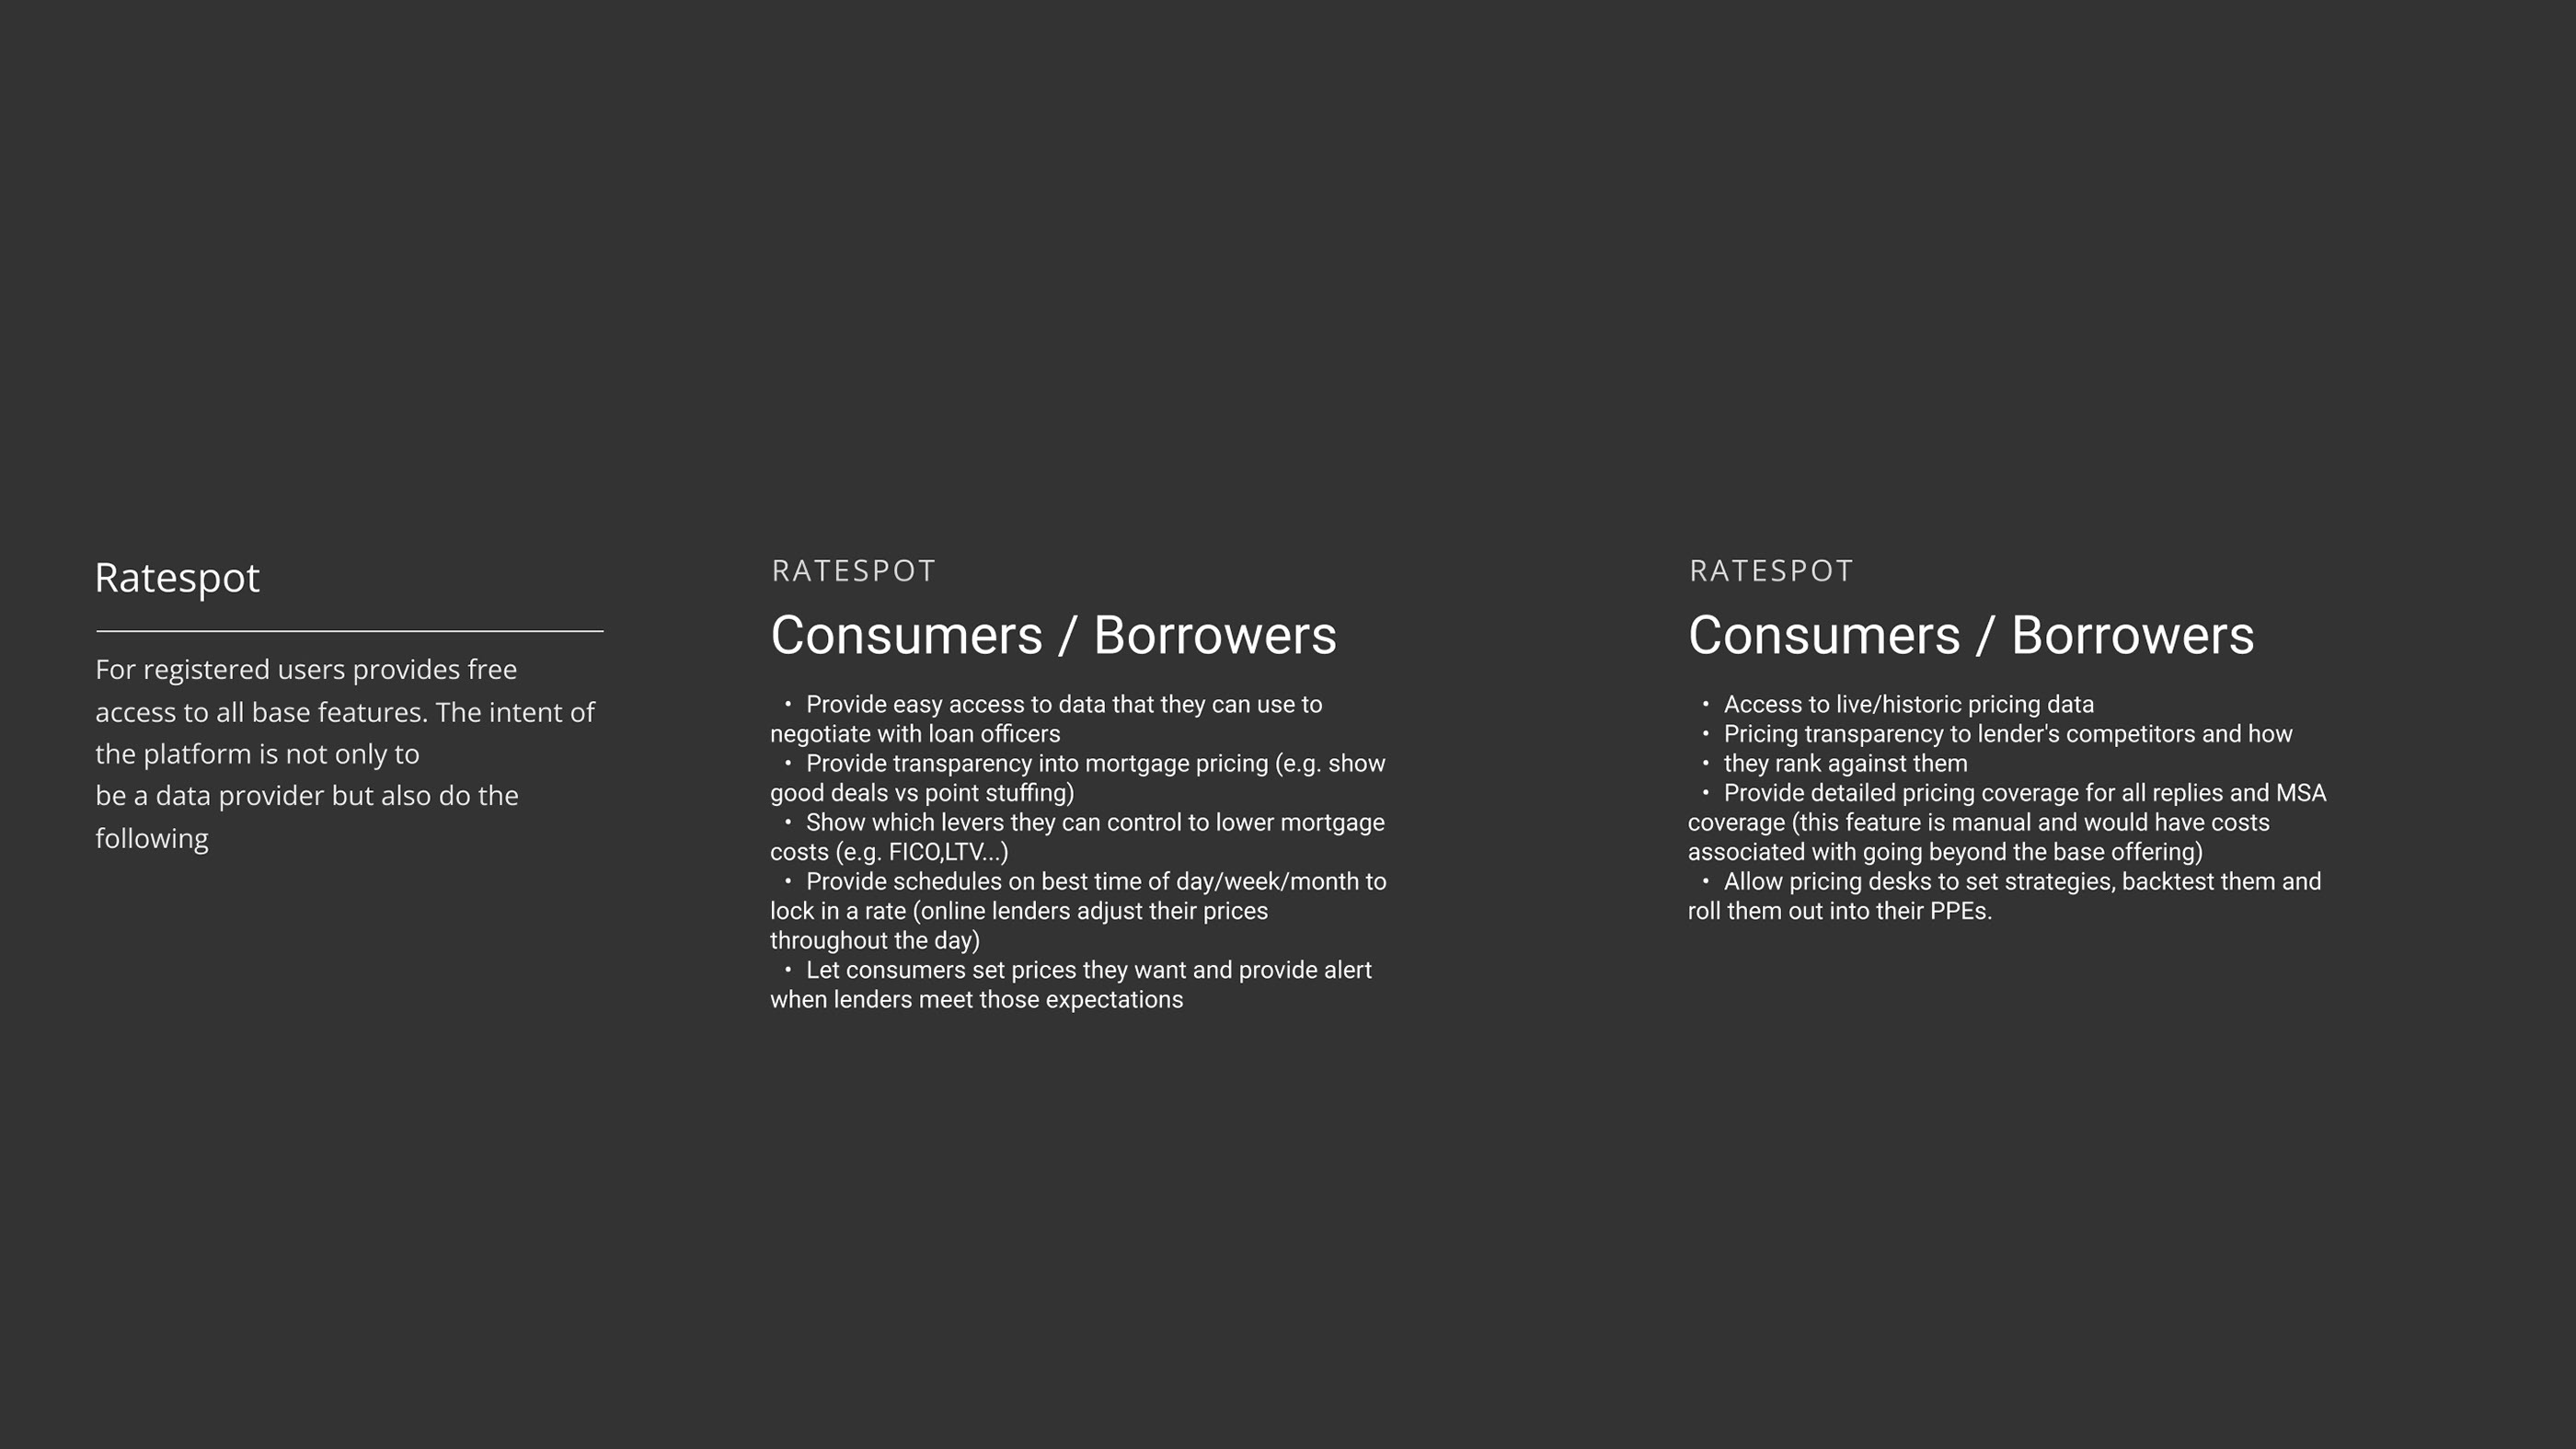 Ratespot
For registered users provides free
access to all base features. The intent of
the platform is not only to
be a data provider but also do the
following
RATESPOT
Consumers / Borrowers
• Provide easy access to data that they can use to
negotiate with loan officers
• Provide transparency into mortgage pricing (e.g. show
good deals vs point stuffing)
• Show which levers they can control to lower mortgage
costs (e.g. FICO,LTV...)
• Provide schedules on best time of day/week/month to
lock in a rate (online lenders adjust their prices
throughout the day)
• Let consumers set prices they want and provide alert
when lenders meet those expectations
RATESPOT
Consumers / Borrowers
• Access to live/historic pricing data
• Pricing transparency to lender's competitors and how
• they rank against them
• Provide detailed pricing coverage for all replies and MSA
coverage (this feature is manual and would have costs
associated with going beyond the base offering)
• Allow pricing desks to set strategies, backtest them and
roll them out into their PPEs.